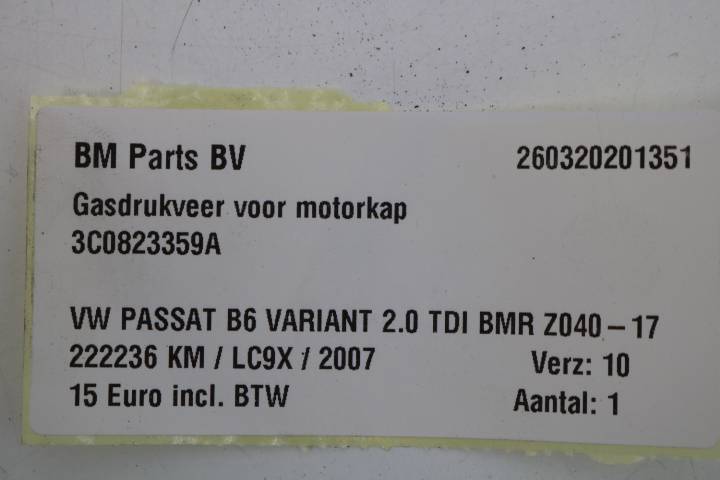 BM Parts BV 260320201351
Gasdrukveer voor motorkap
3C0823359A
VW PASSAT B6 VARIANT 2.0 TDI BMR Z040-17
222236 KM / LC9X / 2007 Verz: 10
15 Euro incl. BTW Aantal: 1